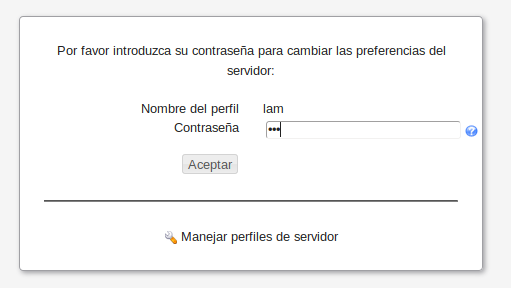 Por favor introduzca su contraseña para cambiar las preferencias del
servidor:
Nombre del perfil lam
Contraseña •••
Aceptar
Manejar perfiles de servidor